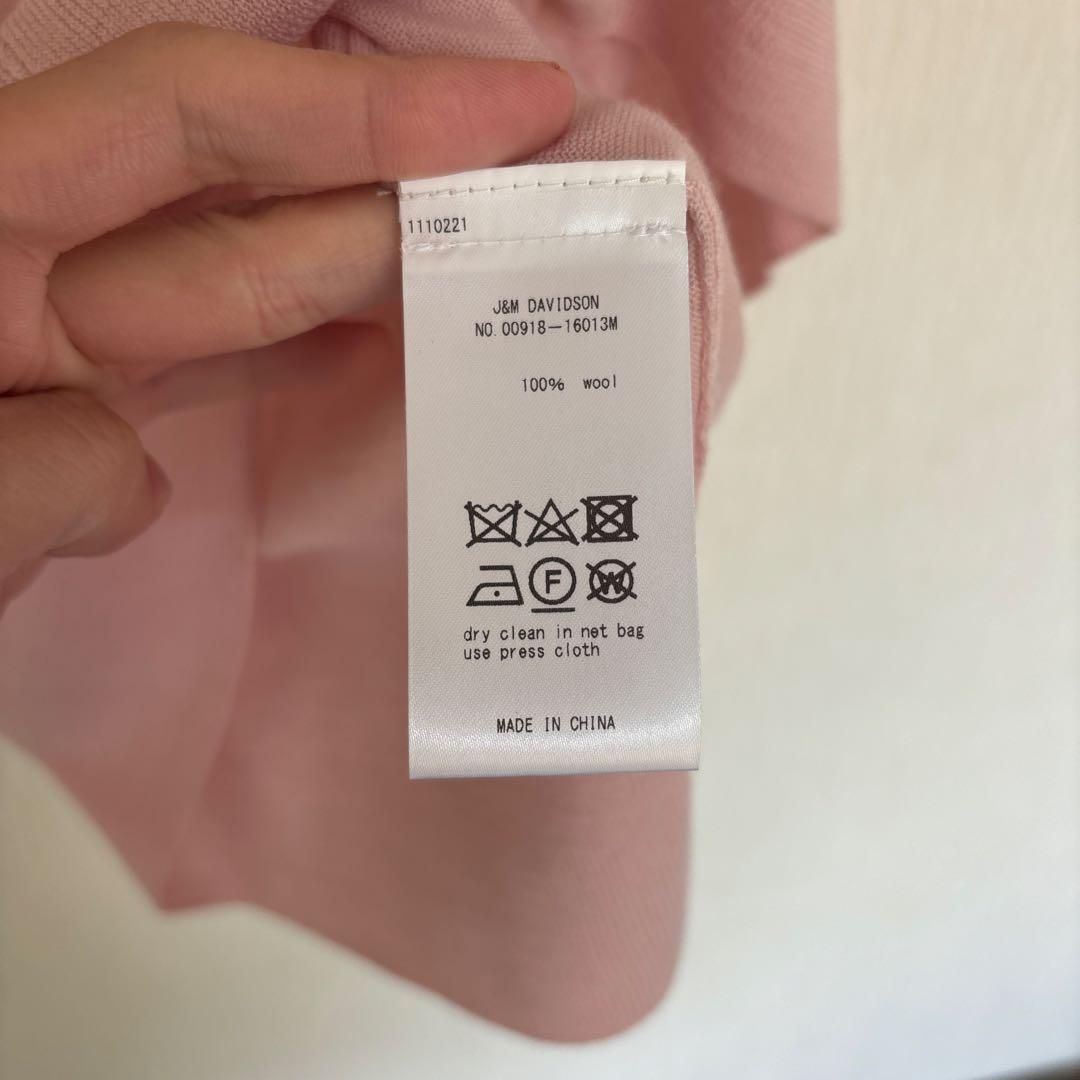 1110221
J&M DAVIDSON
NO.00918-16013M
100% wool
F W
dry clean in net bag
use press cloth
MADE IN CHINA